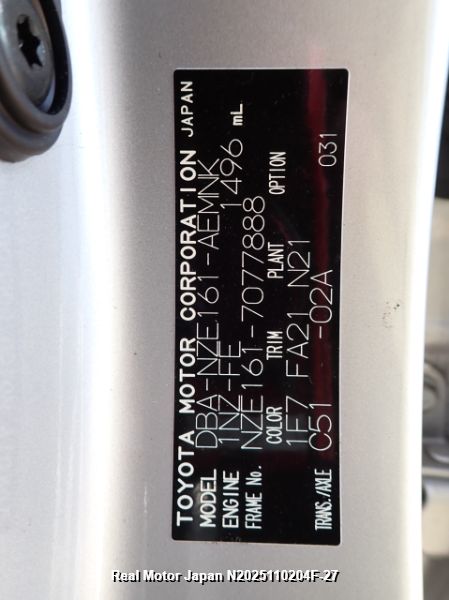 TOYOTA MOTOR CORPORATION JAPAN
MODEL DBA-NZE161-AEMNK
ENGINE 1NZ-FE 1496 mL
FRAME No. NZE161-7077888
COLOR TRIM PLANT OPTION
1F7 FA21 N21
TRANS./AXLE C51 -02A 031
Real Motor Japan N2025110204F-27